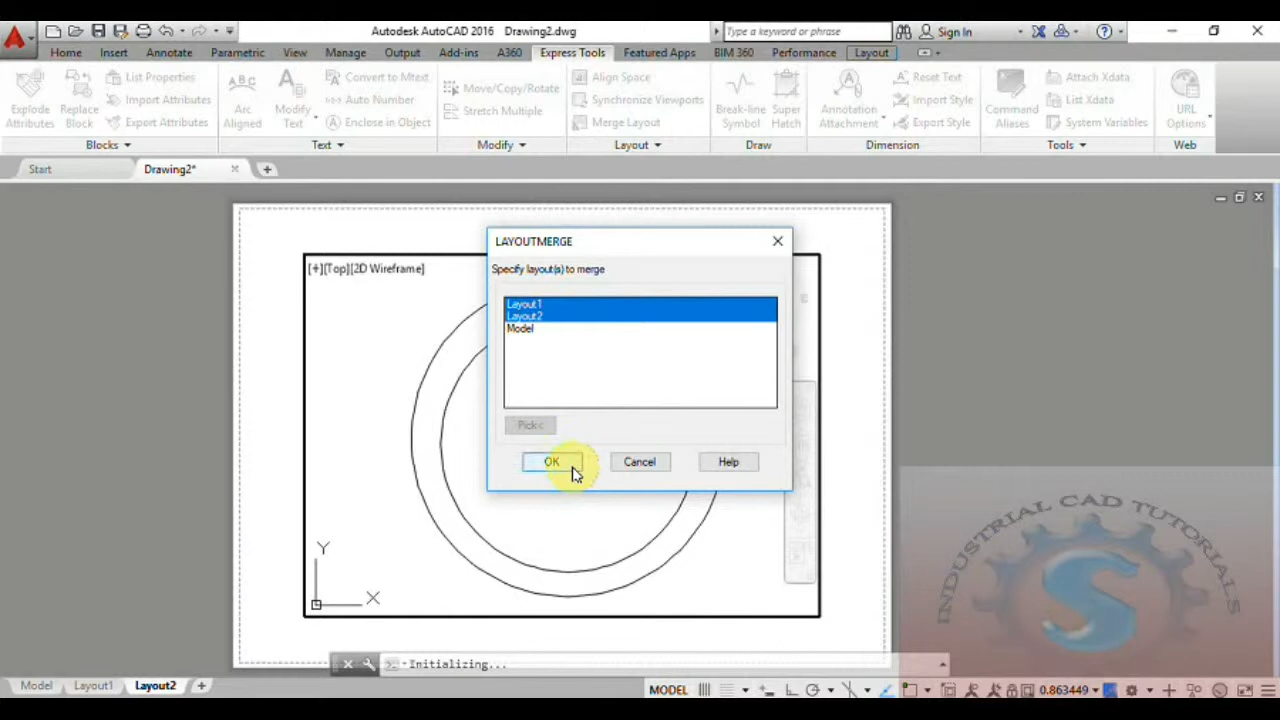 Autodesk AutoCAD 2016 Drawing2.dwg
Type a keyword or phrase
Sign In
Home Insert Annotate Parametric View Manage Output Add-ins A360 Express Tools Featured Apps BIM 360 Performance Layout
Explode Attributes
Replace Block
List Properties
Import Attributes
Export Attributes
Arc Aligned
Modify Text
Convert to Mtext
Auto Number
Enclose in Object
Move/Copy/Rotate
Stretch Multiple
Align Space
Synchronize Viewports
Merge Layout
Break-line Symbol
Super Hatch
Annotation Attachment
Reset Text
Import Style
Export Style
Command Aliases
Attach Xdata
List Xdata
System Variables
URL Options
Blocks Text Modify Layout Draw Dimension Tools Web
Start Drawing2*
LAYOUTMERGE
Specify layout(s) to merge
[+][Top][2D Wireframe]
Layout1
Layout2
Model
Pick<
OK Cancel Help
Y
X
INDUSTRIAL CAD TUTORIALS
S
Initializing...
Model Layout1 Layout2
MODEL 0.863449